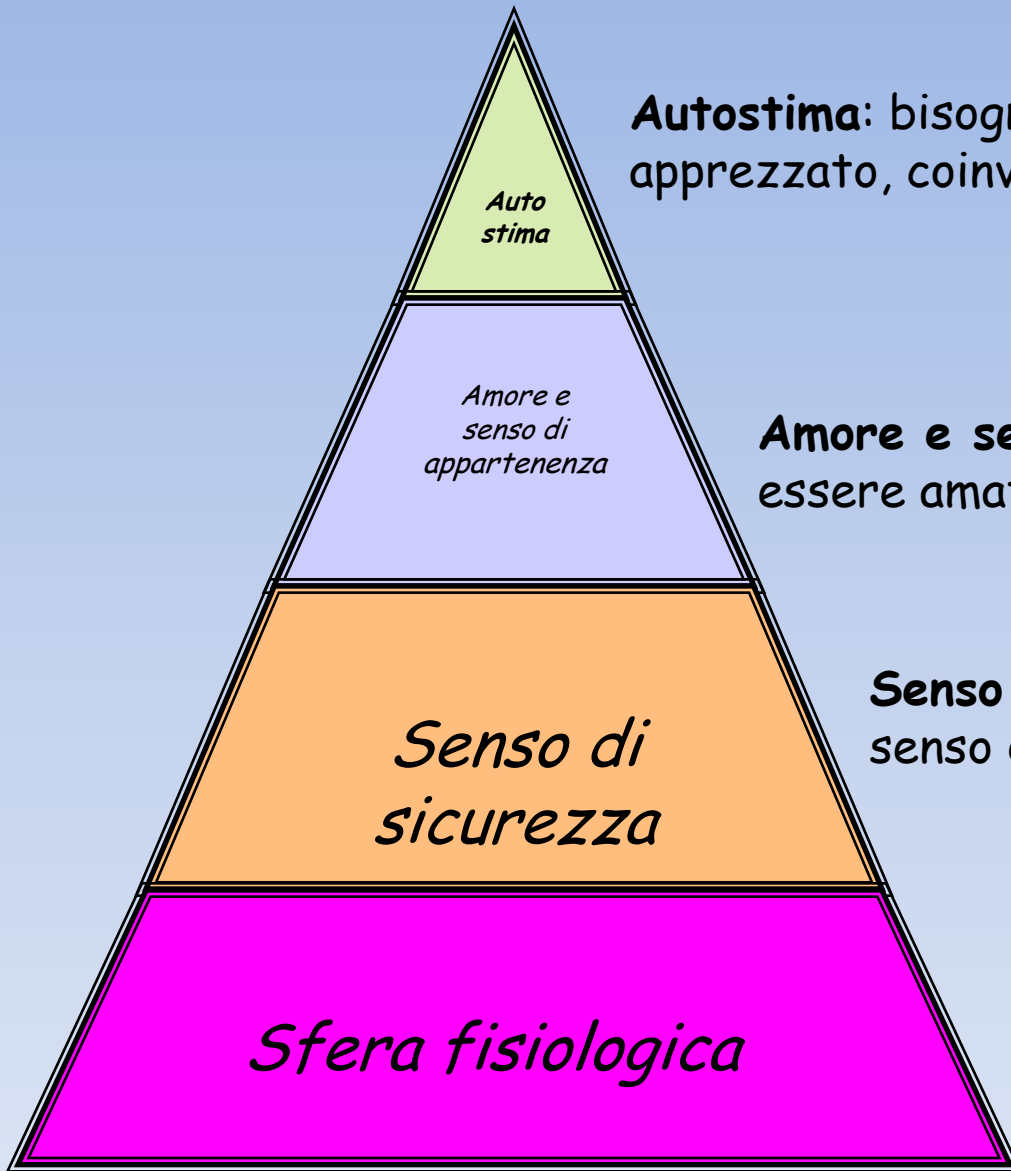 Autostima:
apprezzato,
Auto
stima
Amore e
senso di
appartenenza
Amore e
essere
Senso di
sicurezza
Senso
senso
Sfera fisiologica